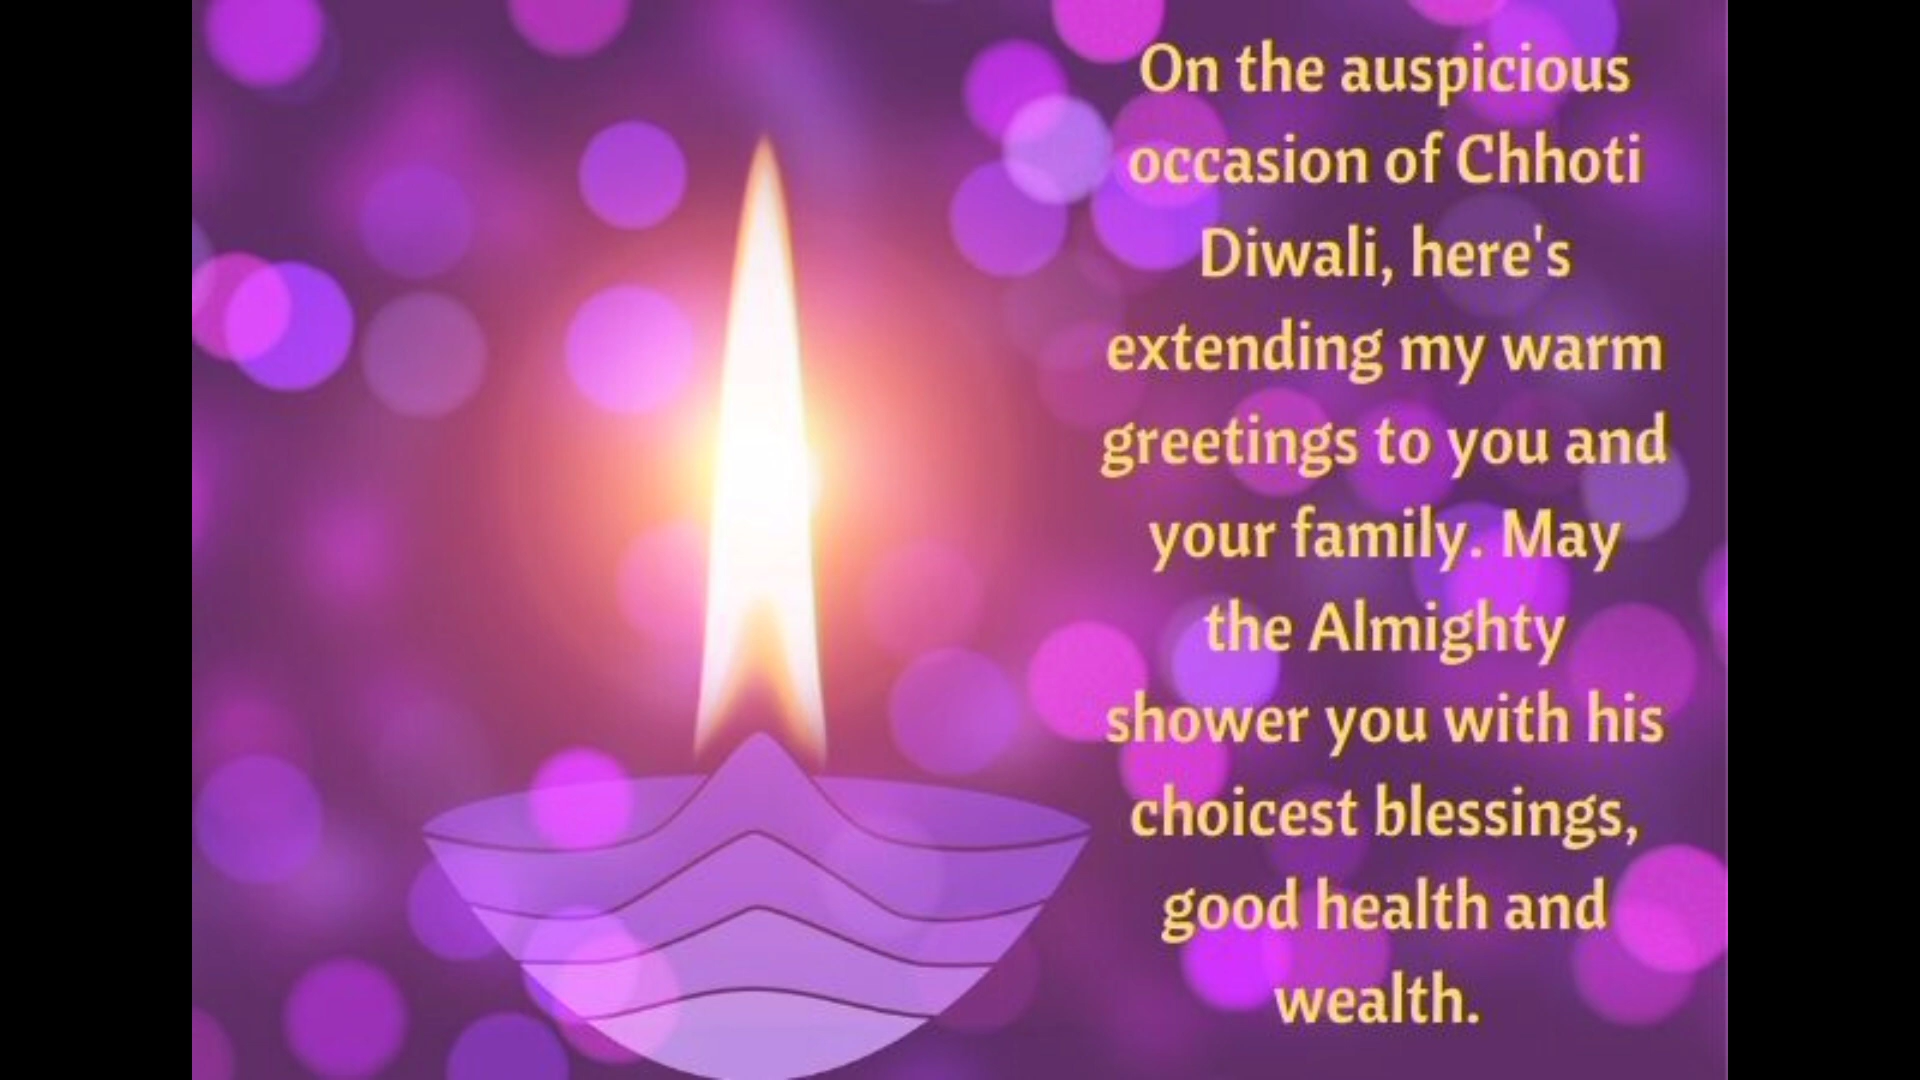 On the auspicious
occasion of Chhoti
Diwali, here's
extending my warm
greetings to you and
your family. May
the Almighty
shower you with his
choicest blessings,
good health and
wealth.